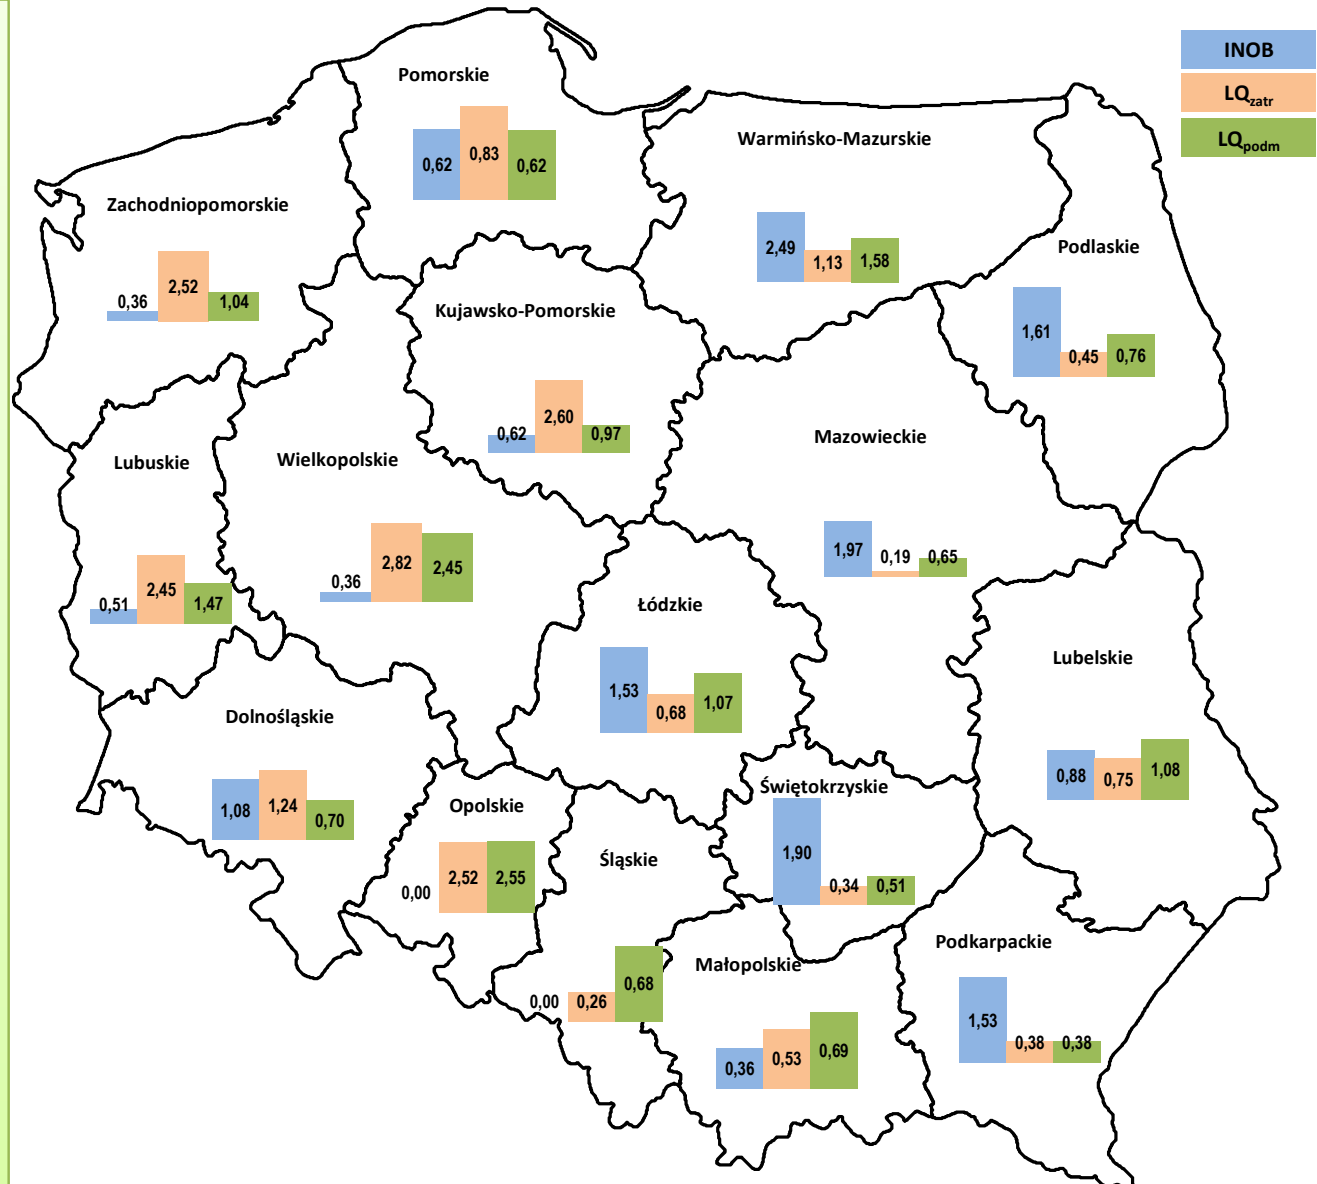 INOB
LQzatr
LQpodm
Pomorskie
0,62 0,83 0,62
Warmińsko-Mazurskie
2,49 1,13 1,58
Zachodniopomorskie
0,36 2,52 1,04
Podlaskie
1,61 0,45 0,76
Kujawsko-Pomorskie
0,62 2,60 0,97
Mazowieckie
1,97 0,19 0,65
Lubuskie
0,51 2,45 1,47
Wielkopolskie
0,36 2,82 2,45
Łódzkie
1,53 0,68 1,07
Lubelskie
0,88 0,75 1,08
Dolnośląskie
1,08 1,24 0,70
Opolskie
0,00 2,52 2,55
Śląskie
0,00 0,26 0,68
Świętokrzyskie
1,90 0,34 0,51
Małopolskie
0,36 0,53 0,69
Podkarpackie
1,53 0,38 0,38